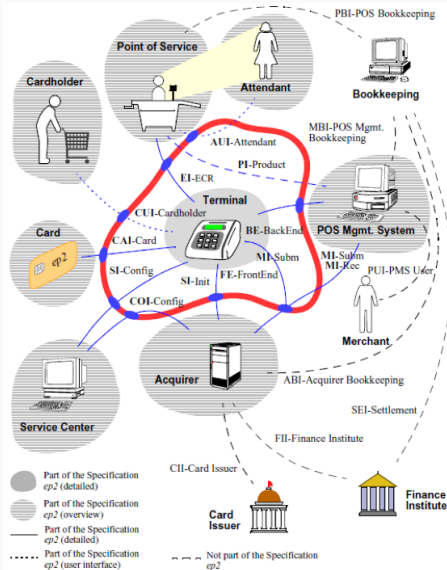 PBI-POS Bookkeeping
Point of Service
Cardholder
Attendant
Bookkeeping
MBI-POS Mgmt.
Bookkeeping
AUI-Attendant
PI-Product
EI-ECR
Terminal
CUI-Cardholder
BE-BackEnd
POS Mgmt. System
Card
ep2
CAI-Card
MI-Subm
MI-Subm
MI-Rec
SI-Config
SI-Init
FE-FrontEnd
PUI-PMS User
COI-Config
Merchant
Acquirer
ABI-Acquirer Bookkeeping
Service Center
SEI-Settlement
FII-Finance Institute
CII-Card Issuer
Part of the Specification
ep2 (detailed)
Part of the Specification
ep2 (overview)
Part of the Specification
ep2 (detailed)
Part of the Specification
ep2 (user interface)
Not part of the Specification
ep2
Card
Issuer
Finance
Institute